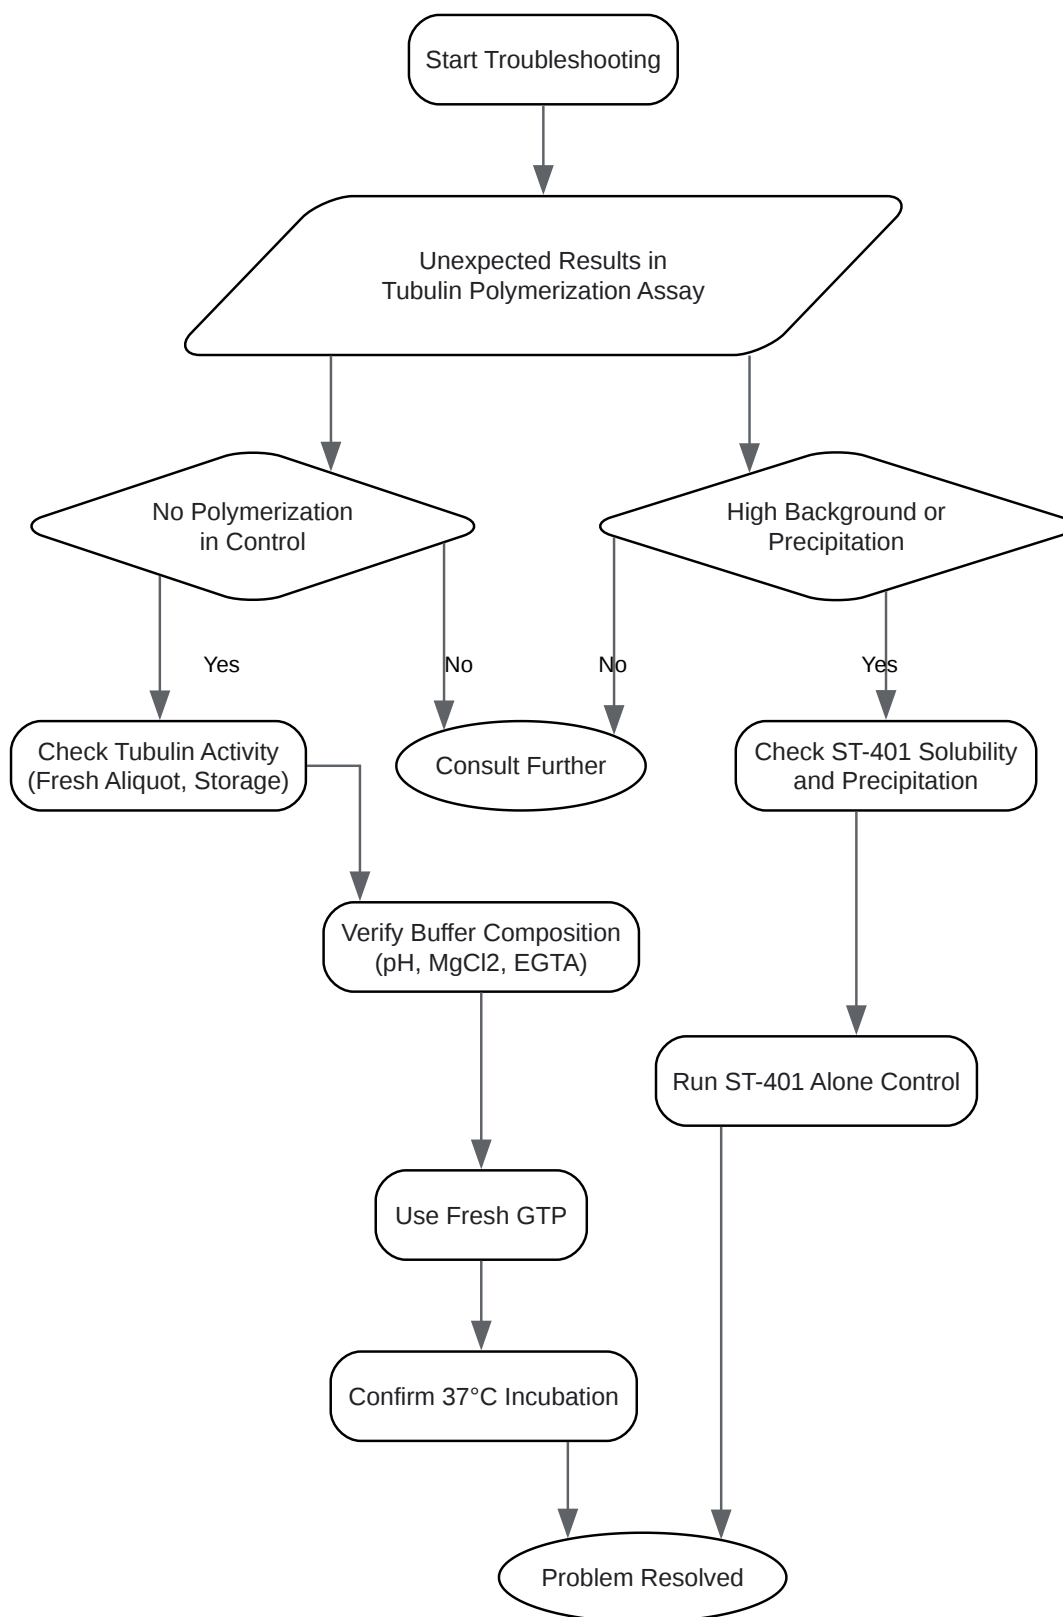 Start Troubleshooting
Unexpected Results in
Tubulin Polymerization Assay
No Polymerization
in Control
High Background or
Precipitation
Yes
No
No
Yes
Check Tubulin Activity
(Fresh Aliquot, Storage)
Consult Further
Check ST-401 Solubility
and Precipitation
Verify Buffer Composition
(pH, MgCl2, EGTA)
Run ST-401 Alone Control
Use Fresh GTP
Confirm 37°C Incubation
Problem Resolved